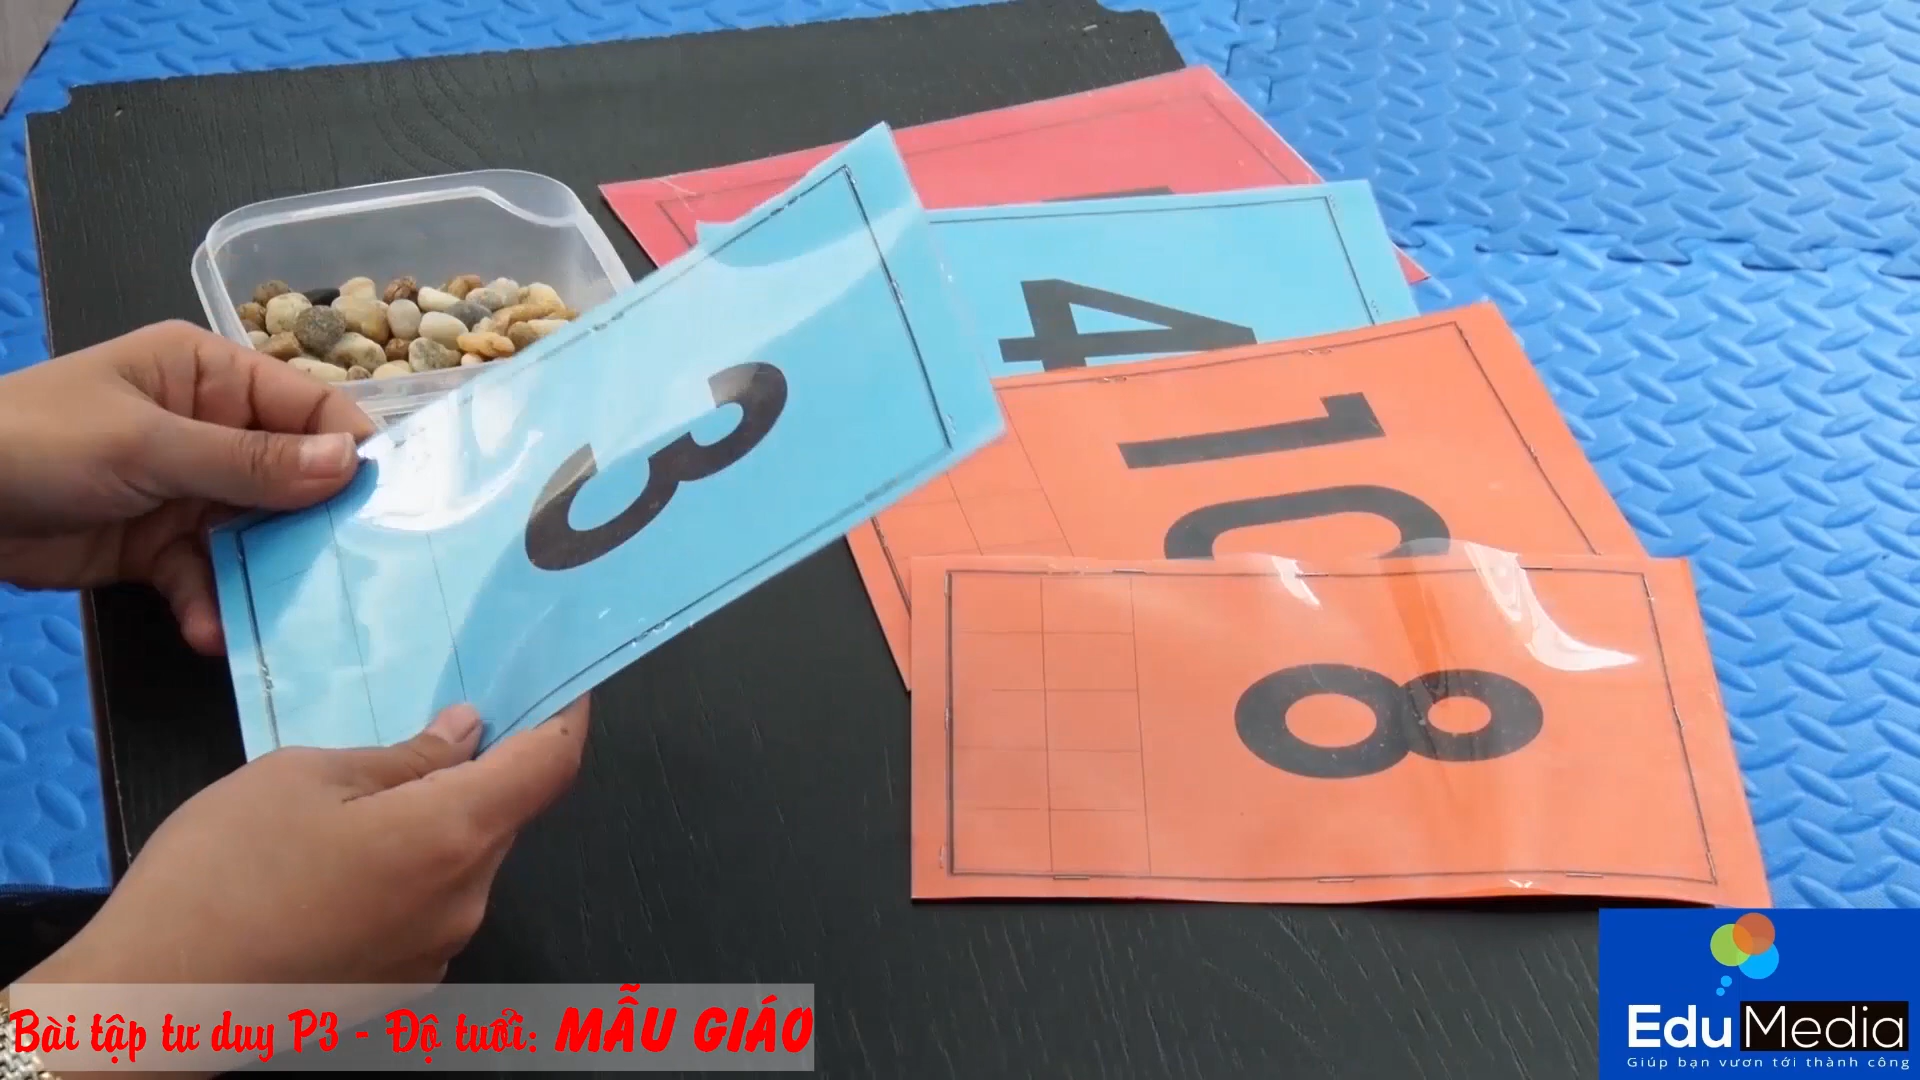 3
4
10
8
Bài tập tư duy P3 - Độ tuổi: MẪU GIÁO
EduMedia
Giúp bạn vươn tới thành công